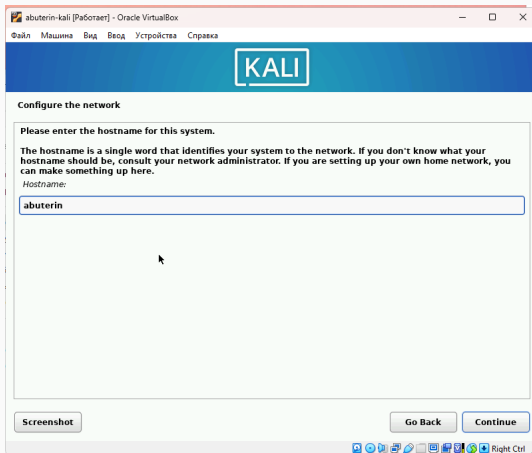 abuterin-kali [Работает] - Oracle VirtualBox
Файл Машина Вид Ввод Устройства Справка
KALI
Configure the network
Please enter the hostname for this system.
The hostname is a single word that identifies your system to the network. If you don't know what your
hostname should be, consult your network administrator. If you are setting up your own home network, you
can make something up here.
Hostname:
abuterin
Screenshot Go Back Continue
Right Ctrl